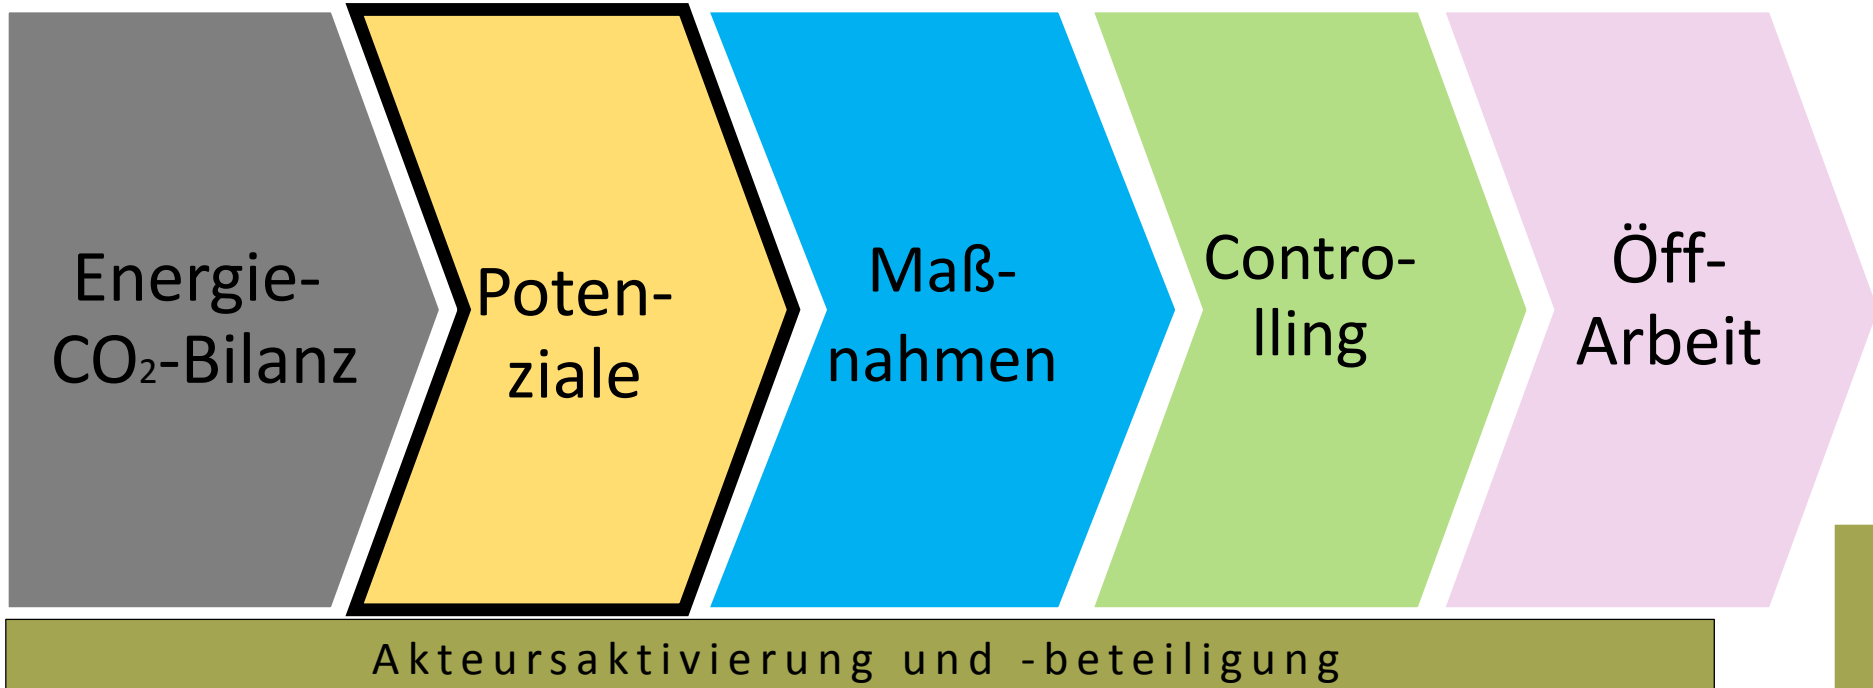 Energie-
CO₂-Bilanz
Poten-
ziale
Maß-
nahmen
Contro-
lling
Öff-
Arbeit
Akteursaktivierung und -beteiligung